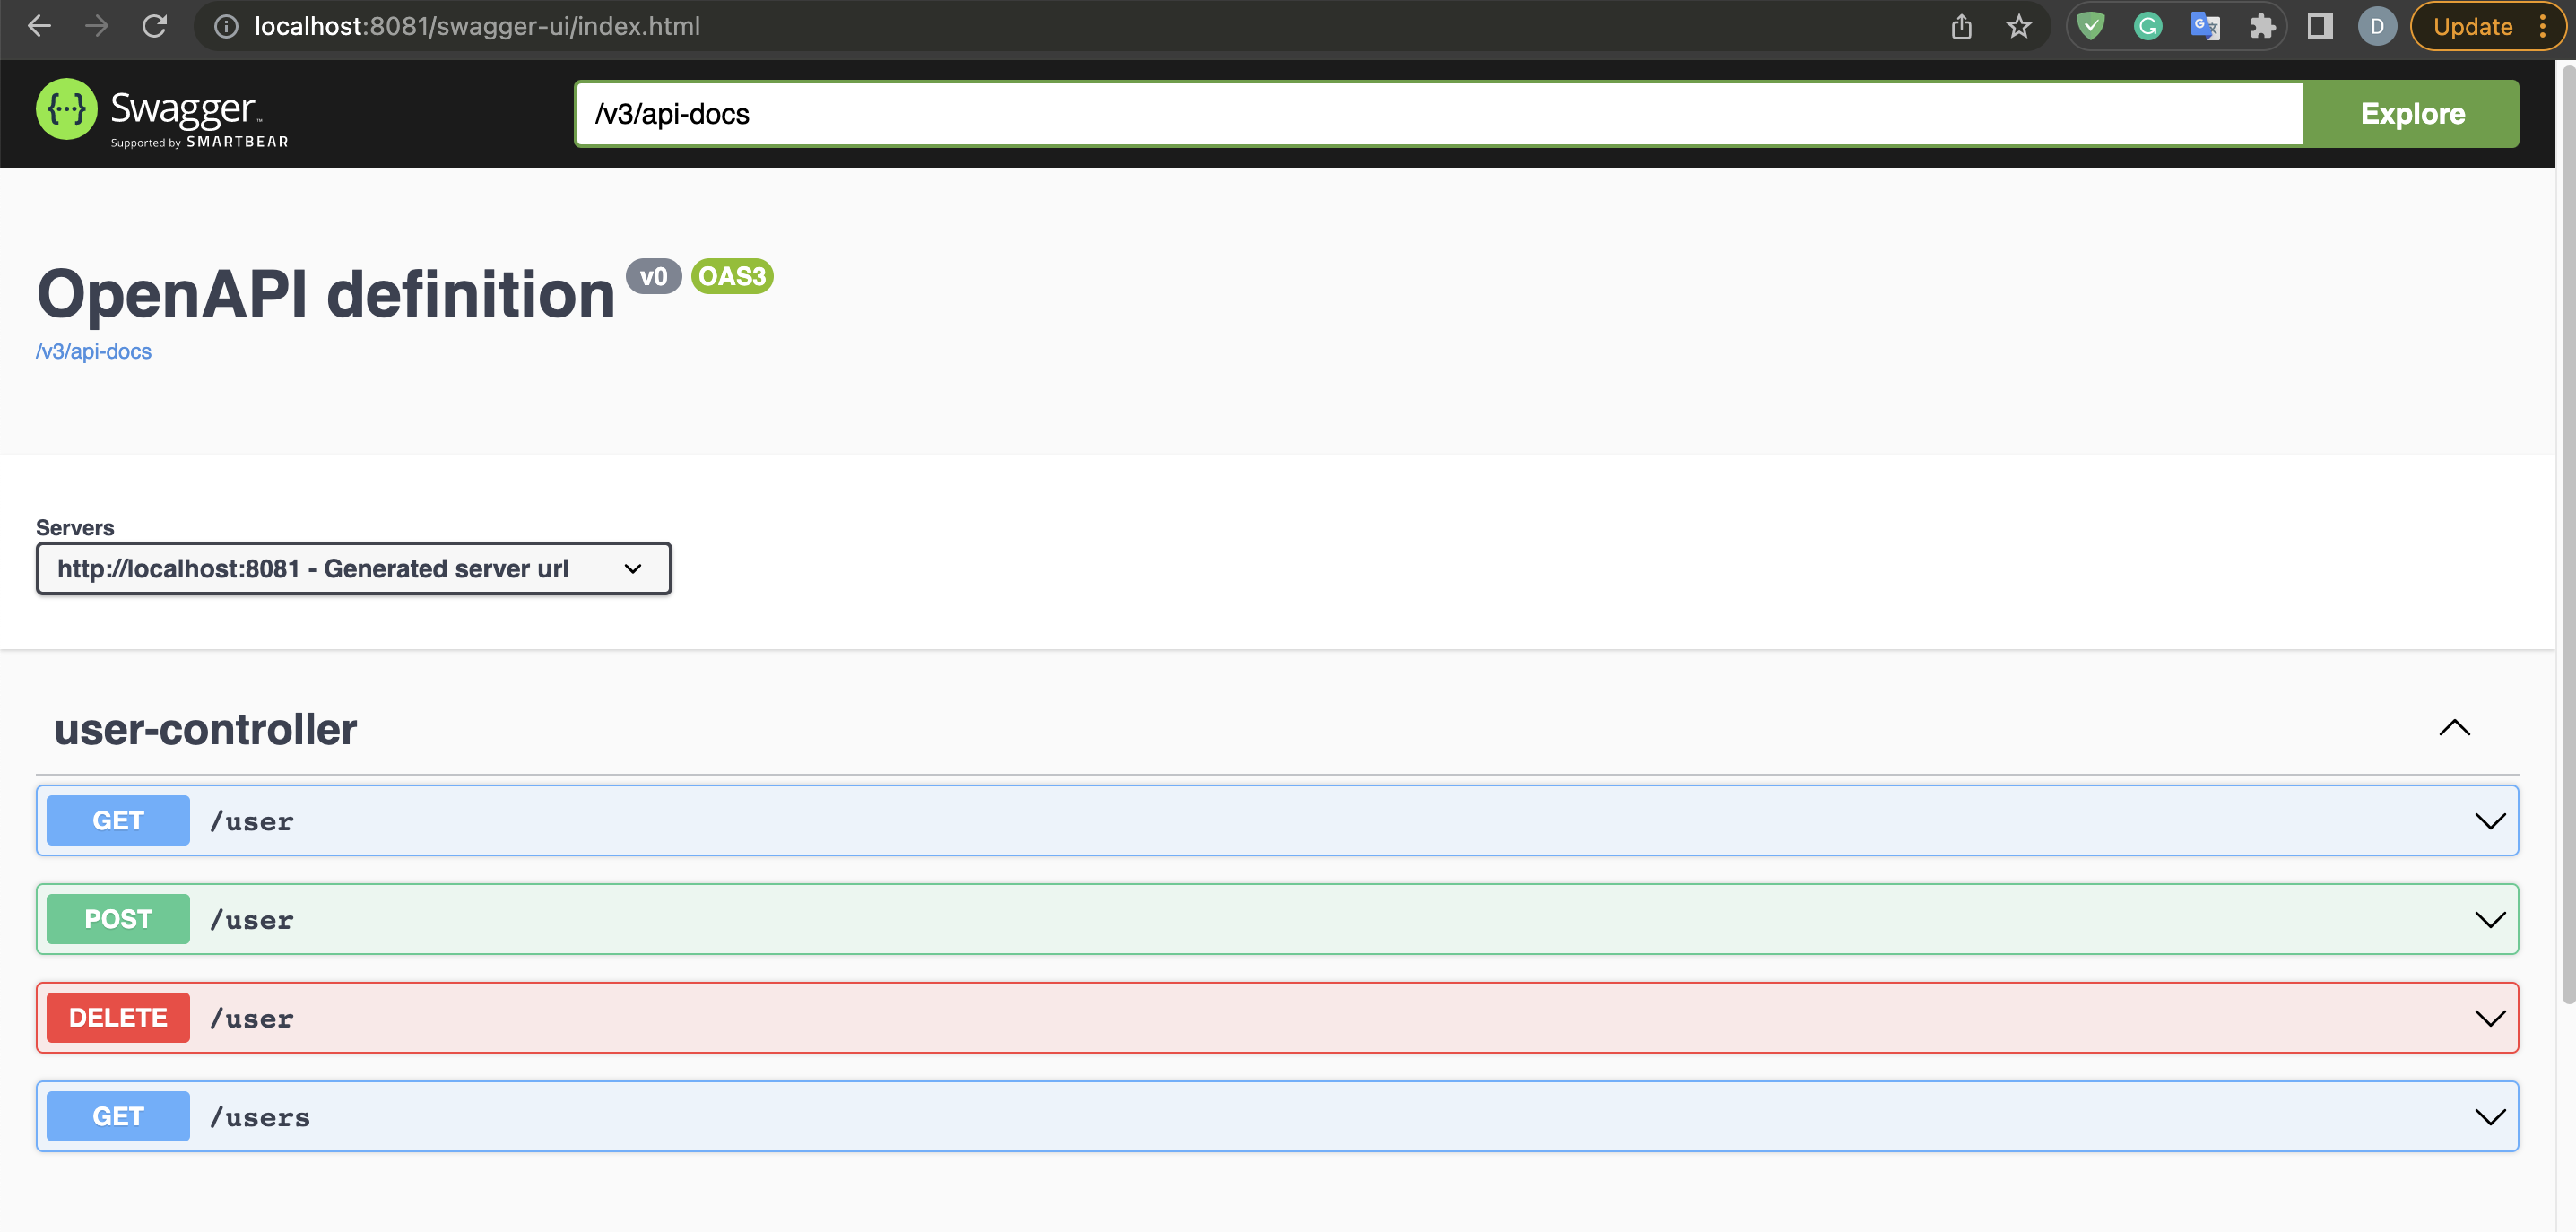 localhost:8081/swagger-ui/index.html
D
Update
{···} Swagger™
Supported by SMARTBEAR
/v3/api-docs
Explore
OpenAPI definition v0 OAS3
/v3/api-docs
Servers
http://localhost:8081 - Generated server url
user-controller
GET /user
POST /user
DELETE /user
GET /users